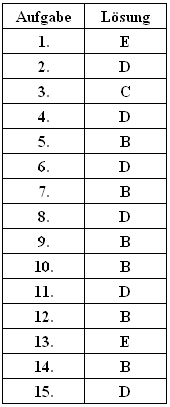 Aufgabe Lösung
1. E
2. D
3. C
4. D
5. B
6. D
7. B
8. D
9. B
10. B
11. D
12. B
13. E
14. B
15. D